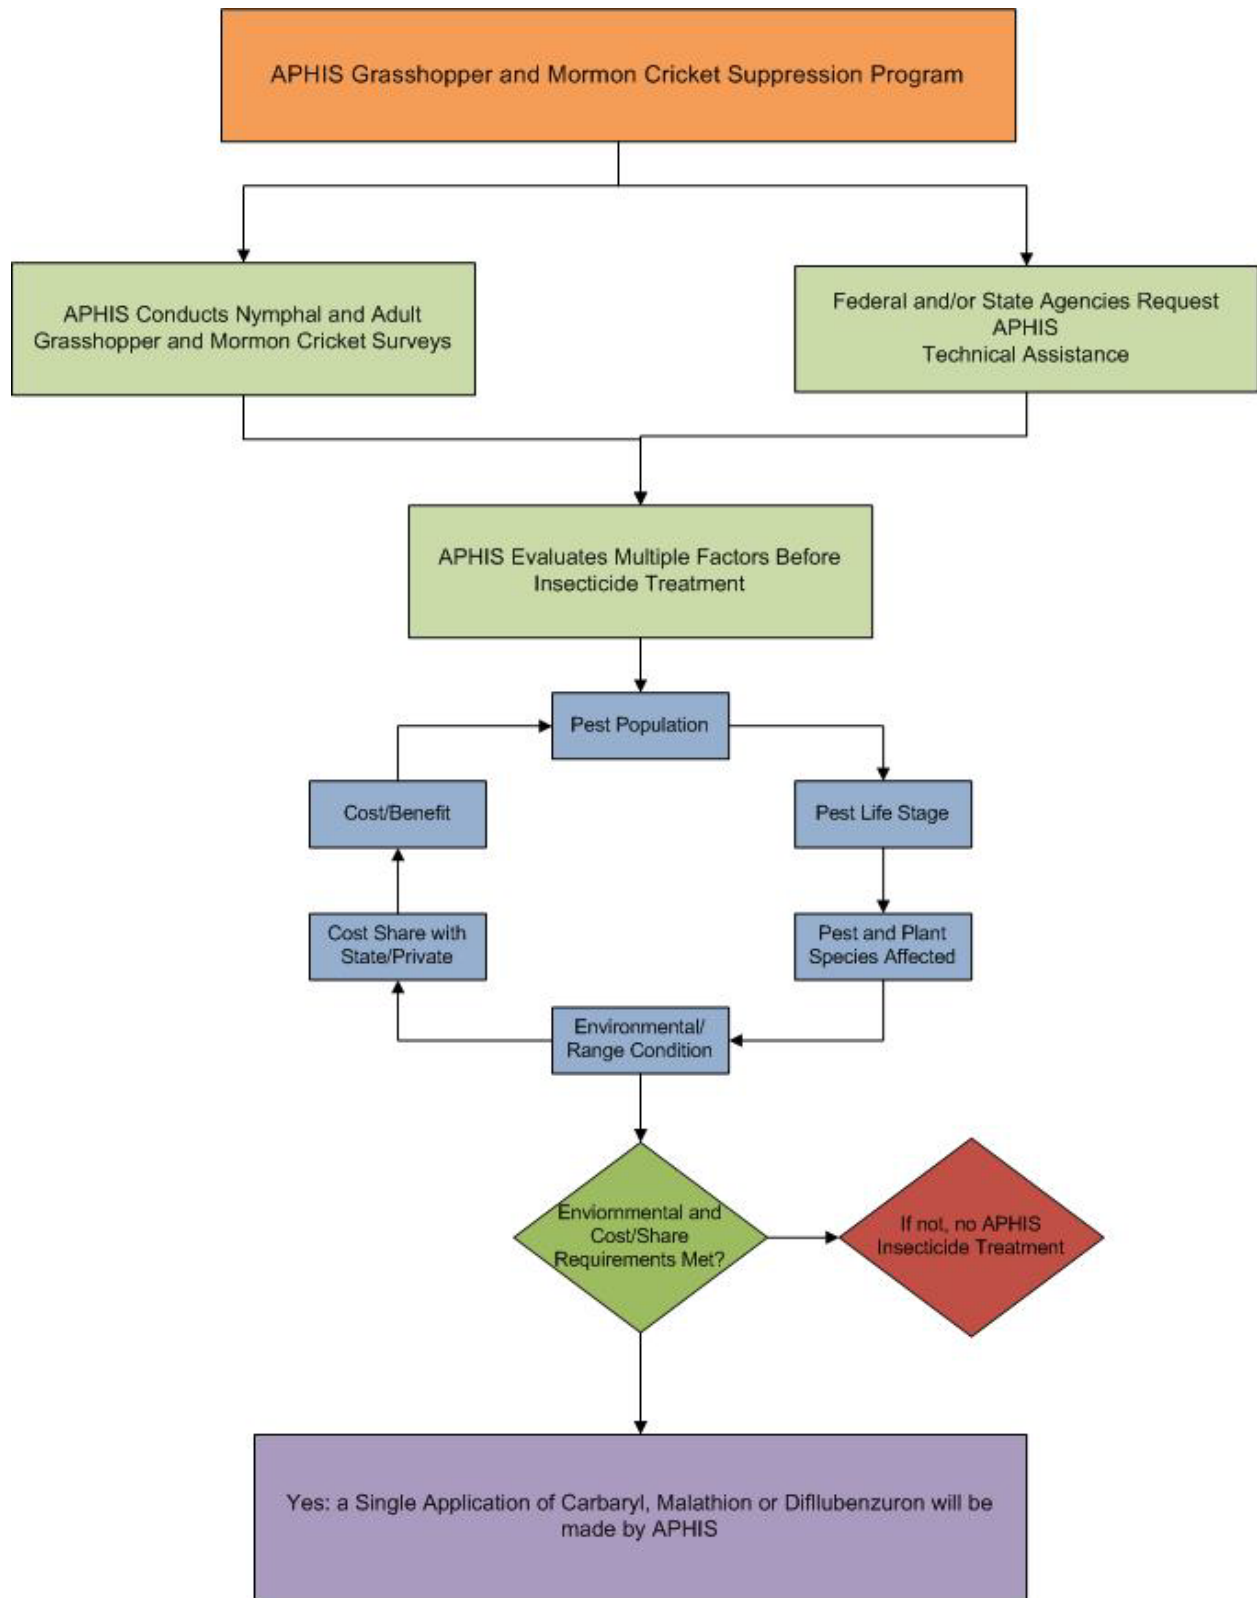 APHIS Grasshopper and Mormon Cricket Suppression Program
APHIS Conducts Nymphal and Adult
Grasshopper and Mormon Cricket Surveys
Federal and/or State Agencies Request
APHIS
Technical Assistance
APHIS Evaluates Multiple Factors Before
Insecticide Treatment
Pest Population
Cost/Benefit
Pest Life Stage
Cost Share with
State/Private
Pest and Plant
Species Affected
Environmental/
Range Condition
Enviornmental and
Cost/Share
Requirements Met?
If not, no APHIS
Insecticide Treatment
Yes: a Single Application of Carbaryl, Malathion or Difllubenzuron will be
made by APHIS